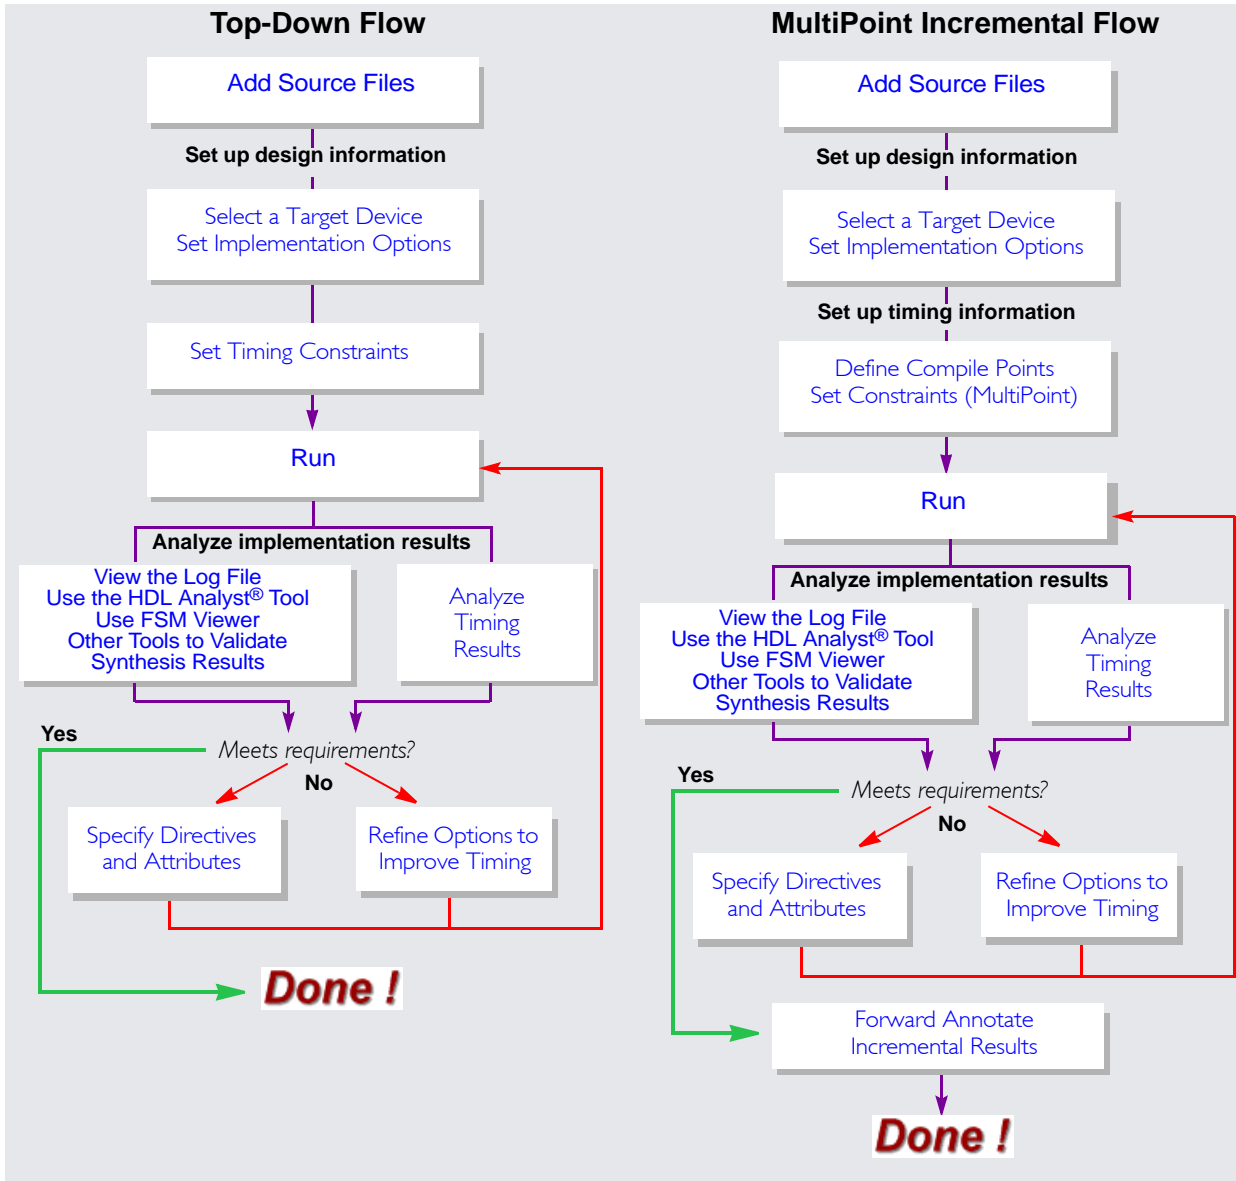 Top-Down Flow
Add Source Files
Set up design information
Select a Target Device
Set Implementation Options
Set Timing Constraints
Run
Analyze implementation results
View the Log File
Use the HDL Analyst® Tool
Use FSM Viewer
Other Tools to Validate
Synthesis Results
Analyze
Timing
Results
Yes
Meets requirements?
No
Specify Directives
and Attributes
Refine Options to
Improve Timing
Done !
MultiPoint Incremental Flow
Add Source Files
Set up design information
Select a Target Device
Set Implementation Options
Set up timing information
Define Compile Points
Set Constraints (MultiPoint)
Run
Analyze implementation results
View the Log File
Use the HDL Analyst® Tool
Use FSM Viewer
Other Tools to Validate
Synthesis Results
Analyze
Timing
Results
Yes
Meets requirements?
No
Specify Directives
and Attributes
Refine Options to
Improve Timing
Forward Annotate
Incremental Results
Done !